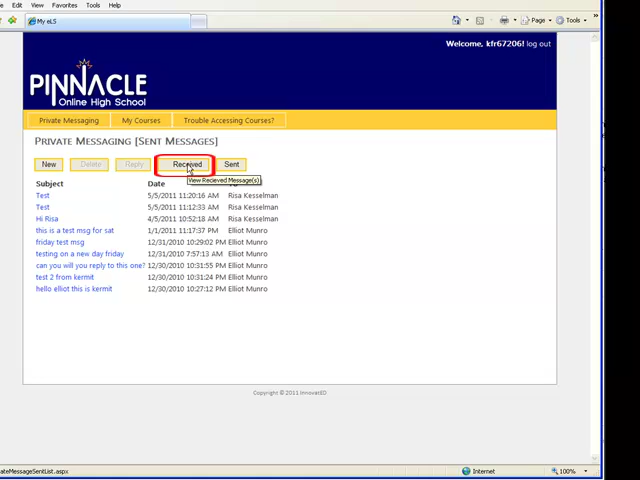 Edit View Favorites Tools Help
My eLS
Page Tools
Welcome, kfr67206! log out
PINNACLE
Online High School
Private Messaging My Courses Trouble Accessing Courses?
PRIVATE MESSAGING [SENT MESSAGES]
New Delete Reply Received Sent
View Recieved Message(s)
Subject Date
Test 5/5/2011 11:20:16 AM Risa Kesselman
Test 5/5/2011 11:12:33 AM Risa Kesselman
Hi Risa 4/5/2011 10:52:18 AM Risa Kesselman
this is a test msg for sat 1/1/2011 11:17:37 PM Elliot Munro
friday test msg 12/31/2010 10:29:02 PM Elliot Munro
testing on a new day friday 12/31/2010 7:57:13 AM Elliot Munro
can you will you reply to this one? 12/30/2010 10:31:55 PM Elliot Munro
test 2 from kermit 12/30/2010 10:31:24 PM Elliot Munro
hello elliot this is kermit 12/30/2010 10:27:12 PM Elliot Munro
Copyright © 2011 InnovatED
ateMessageSentList.aspx Internet 100%